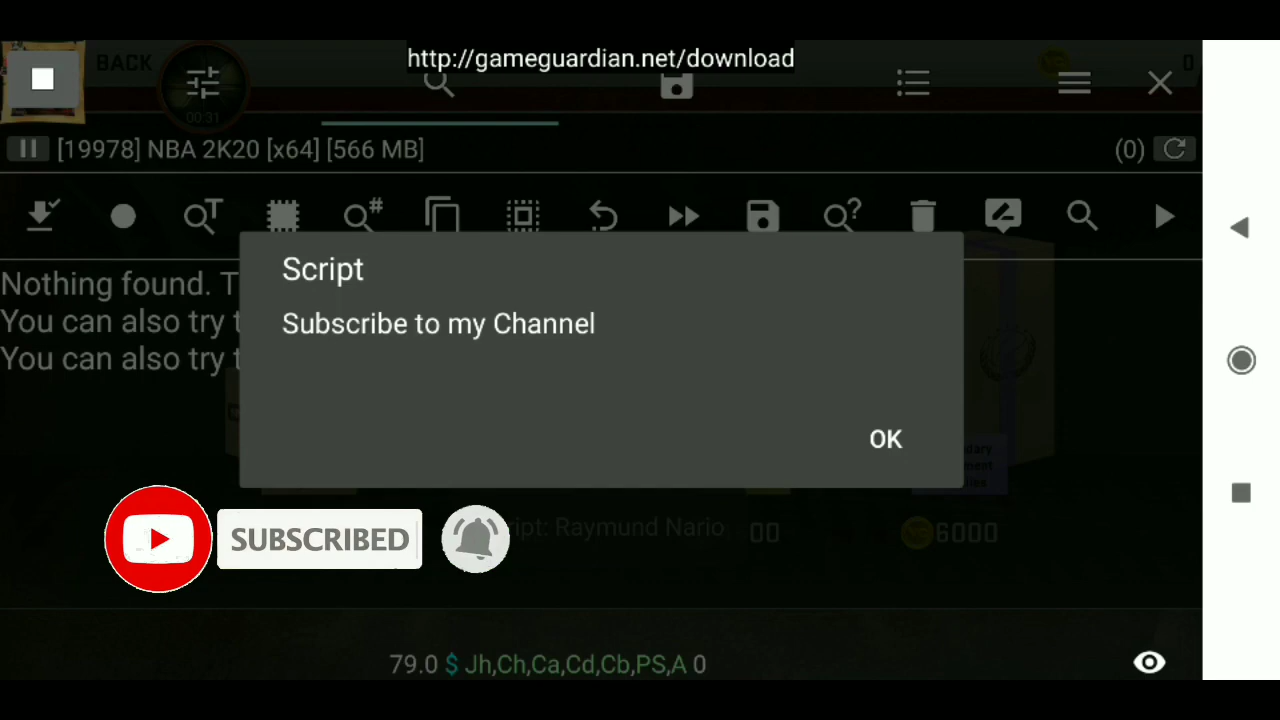 http://gameguardian.net/download
BACK
0
00:31
[19978] NBA 2K20 [x64] [566 MB]
(0)
Nothing found. T
You can also try t
You can also try t
Script
Subscribe to my Channel
OK
SUBSCRIBED
ript: Raymund Nario
00
6000
79.0 $ Jh,Ch,Ca,Cd,Cb,PS,A 0